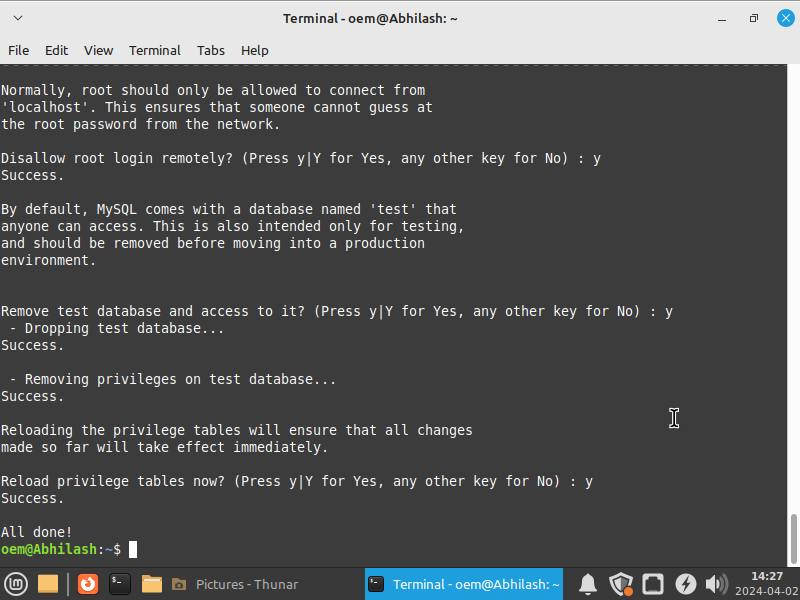 Terminal - oem@Abhilash: ~
File Edit View Terminal Tabs Help
Normally, root should only be allowed to connect from
'localhost'. This ensures that someone cannot guess at
the root password from the network.
Disallow root login remotely? (Press y|Y for Yes, any other key for No) : y
Success.
By default, MySQL comes with a database named 'test' that
anyone can access. This is also intended only for testing,
and should be removed before moving into a production
environment.
Remove test database and access to it? (Press y|Y for Yes, any other key for No) : y
 - Dropping test database...
Success.
 - Removing privileges on test database...
Success.
Reloading the privilege tables will ensure that all changes
made so far will take effect immediately.
Reload privilege tables now? (Press y|Y for Yes, any other key for No) : y
Success.
All done!
oem@Abhilash:~$
Pictures - Thunar
Terminal - oem@Abhilash: ~
14:27
2024-04-02